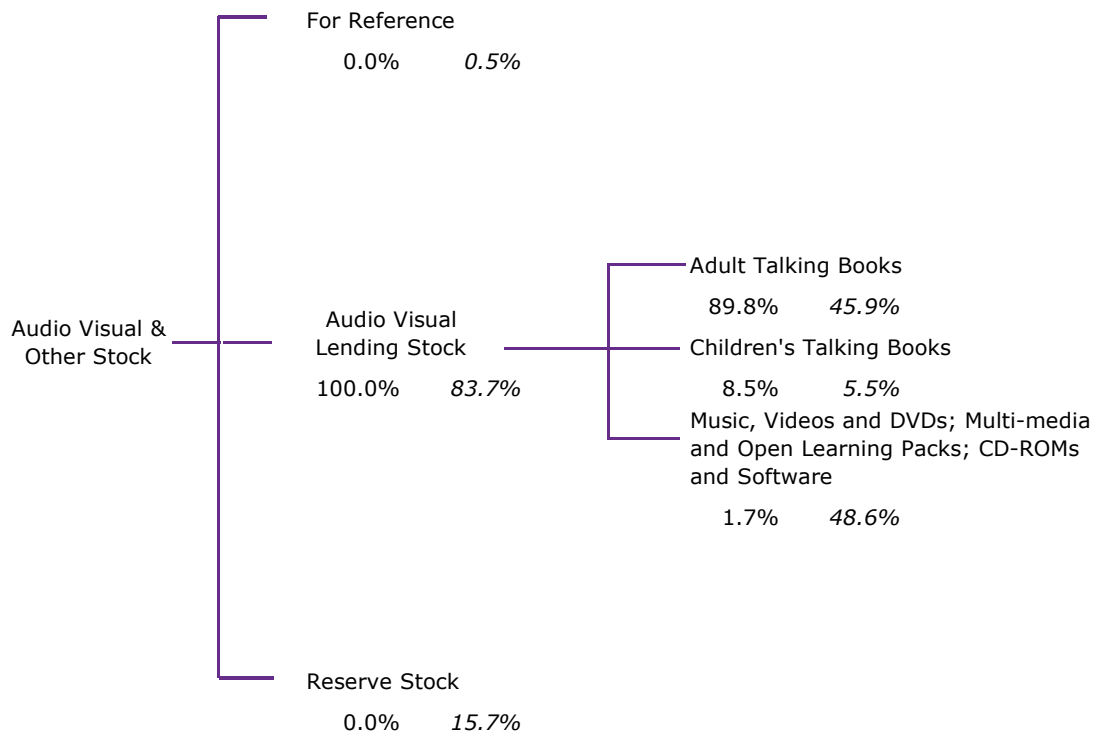 For Reference
0.0% 0.5%
Audio Visual &
Other Stock
Audio Visual
Lending Stock
100.0% 83.7%
Adult Talking Books
89.8% 45.9%
Children's Talking Books
8.5% 5.5%
Music, Videos and DVDs; Multi-media
and Open Learning Packs; CD-ROMs
and Software
1.7% 48.6%
Reserve Stock
0.0% 15.7%